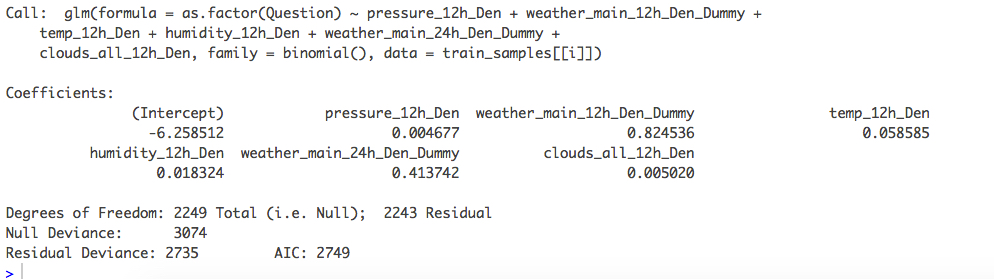 Call:  glm(formula = as.factor(Question) ~ pressure_12h_Den + weather_main_12h_Den_Dummy +
    temp_12h_Den + humidity_12h_Den + weather_main_24h_Den_Dummy +
    clouds_all_12h_Den, family = binomial(), data = train_samples[[i]])

Coefficients:
               (Intercept)            pressure_12h_Den  weather_main_12h_Den_Dummy                temp_12h_Den
                 -6.258512                    0.004677                    0.824536                    0.058585
          humidity_12h_Den  weather_main_24h_Den_Dummy          clouds_all_12h_Den
                  0.018324                    0.413742                    0.005020

Degrees of Freedom: 2249 Total (i.e. Null);  2243 Residual
Null Deviance:      3074
Residual Deviance: 2735         AIC: 2749
>